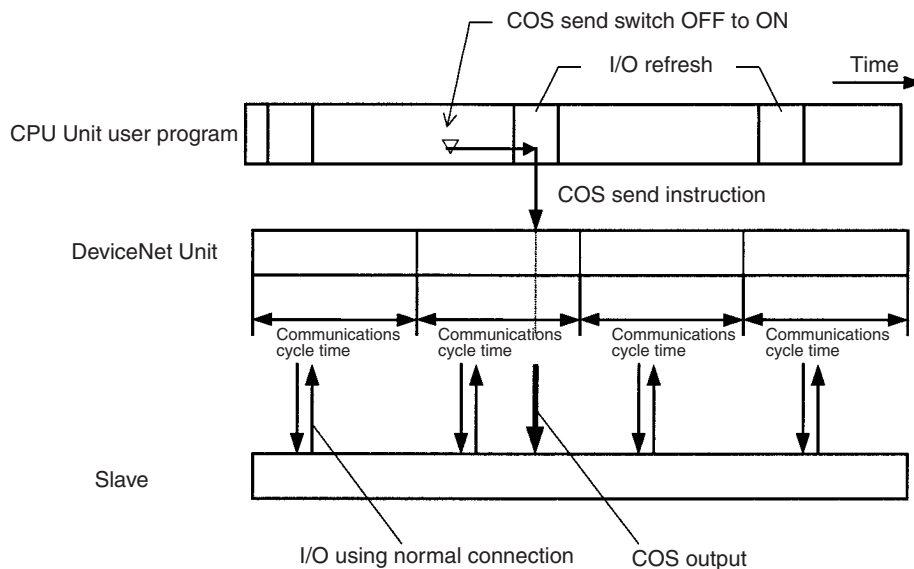 COS send switch OFF to ON
I/O refresh
Time
CPU Unit user program
COS send instruction
DeviceNet Unit
Communications
cycle time
Communications
cycle time
Communications
cycle time
Communications
cycle time
Slave
I/O using normal connection
COS output